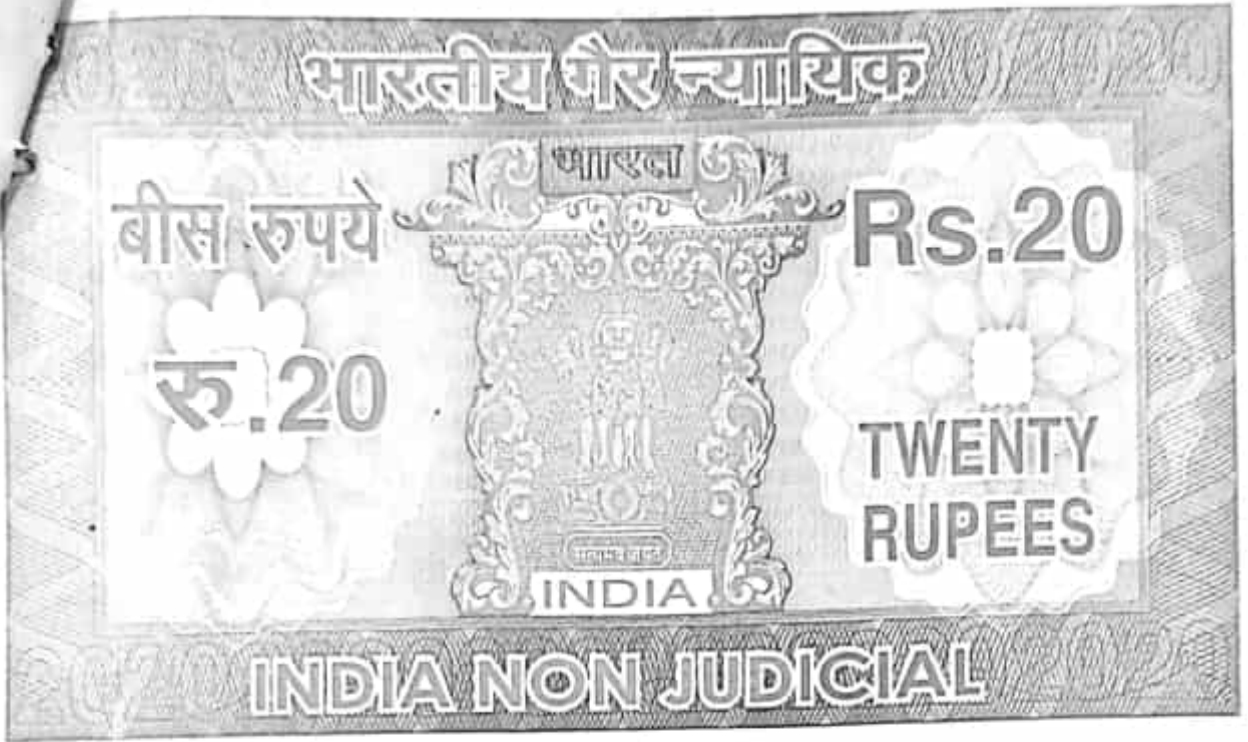 भारतीय गैर न्यायिक
भारत
बीस रुपये
Rs.20
रु.20
TWENTY
RUPEES
INDIA
INDIA NON JUDICIAL